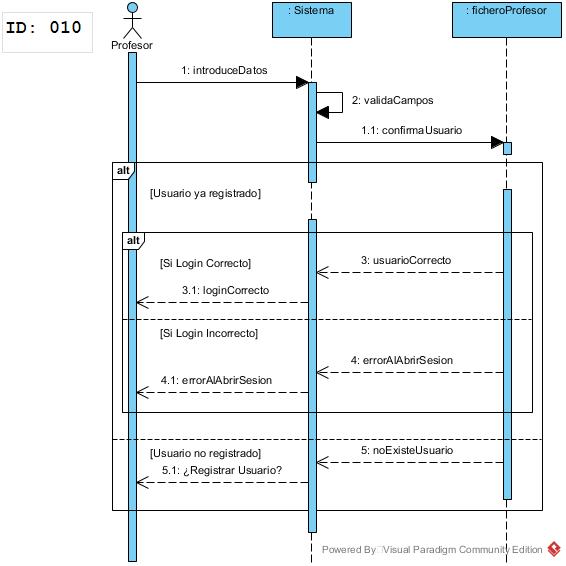 ID: 010
Profesor
: Sistema
: ficheroProfesor
1: introduceDatos
2: validaCampos
1.1: confirmaUsuario
alt
[Usuario ya registrado]
alt
[Si Login Correcto]
3: usuarioCorrecto
3.1: loginCorrecto
[Si Login Incorrecto]
4: errorAlAbrirSesion
4.1: errorAlAbrirSesion
[Usuario no registrado]
5: noExisteUsuario
5.1: ¿Registrar Usuario?
Powered By Visual Paradigm Community Edition